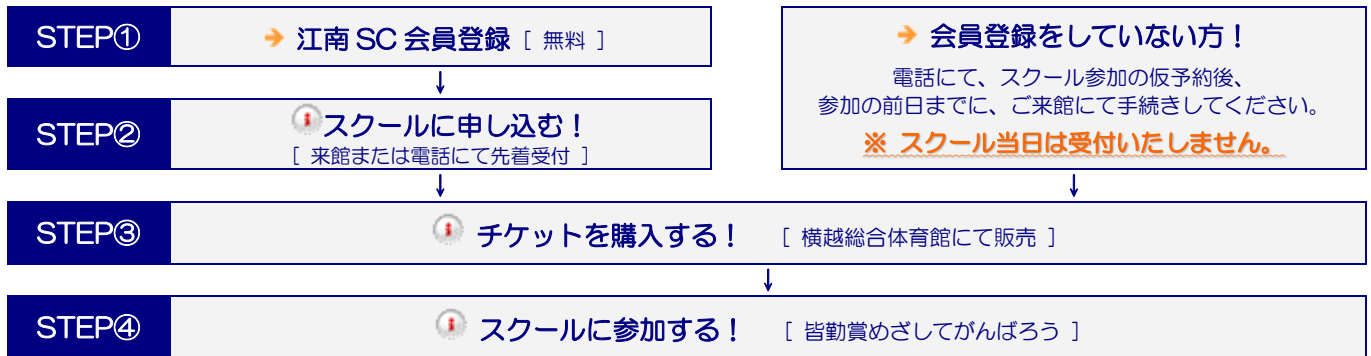 STEP① 江南 SC 会員登録 [ 無料 ]
STEP② スクールに申し込む！
[ 来館または電話にて先着受付 ]
会員登録をしていない方！
電話にて、スクール参加の仮予約後、
参加の前日までに、ご来館にて手続きしてください。
※ スクール当日は受付いたしません。
STEP③ チケットを購入する！ [ 横越総合体育館にて販売 ]
STEP④ スクールに参加する！ [ 皆勤賞めざしてがんばろう ]